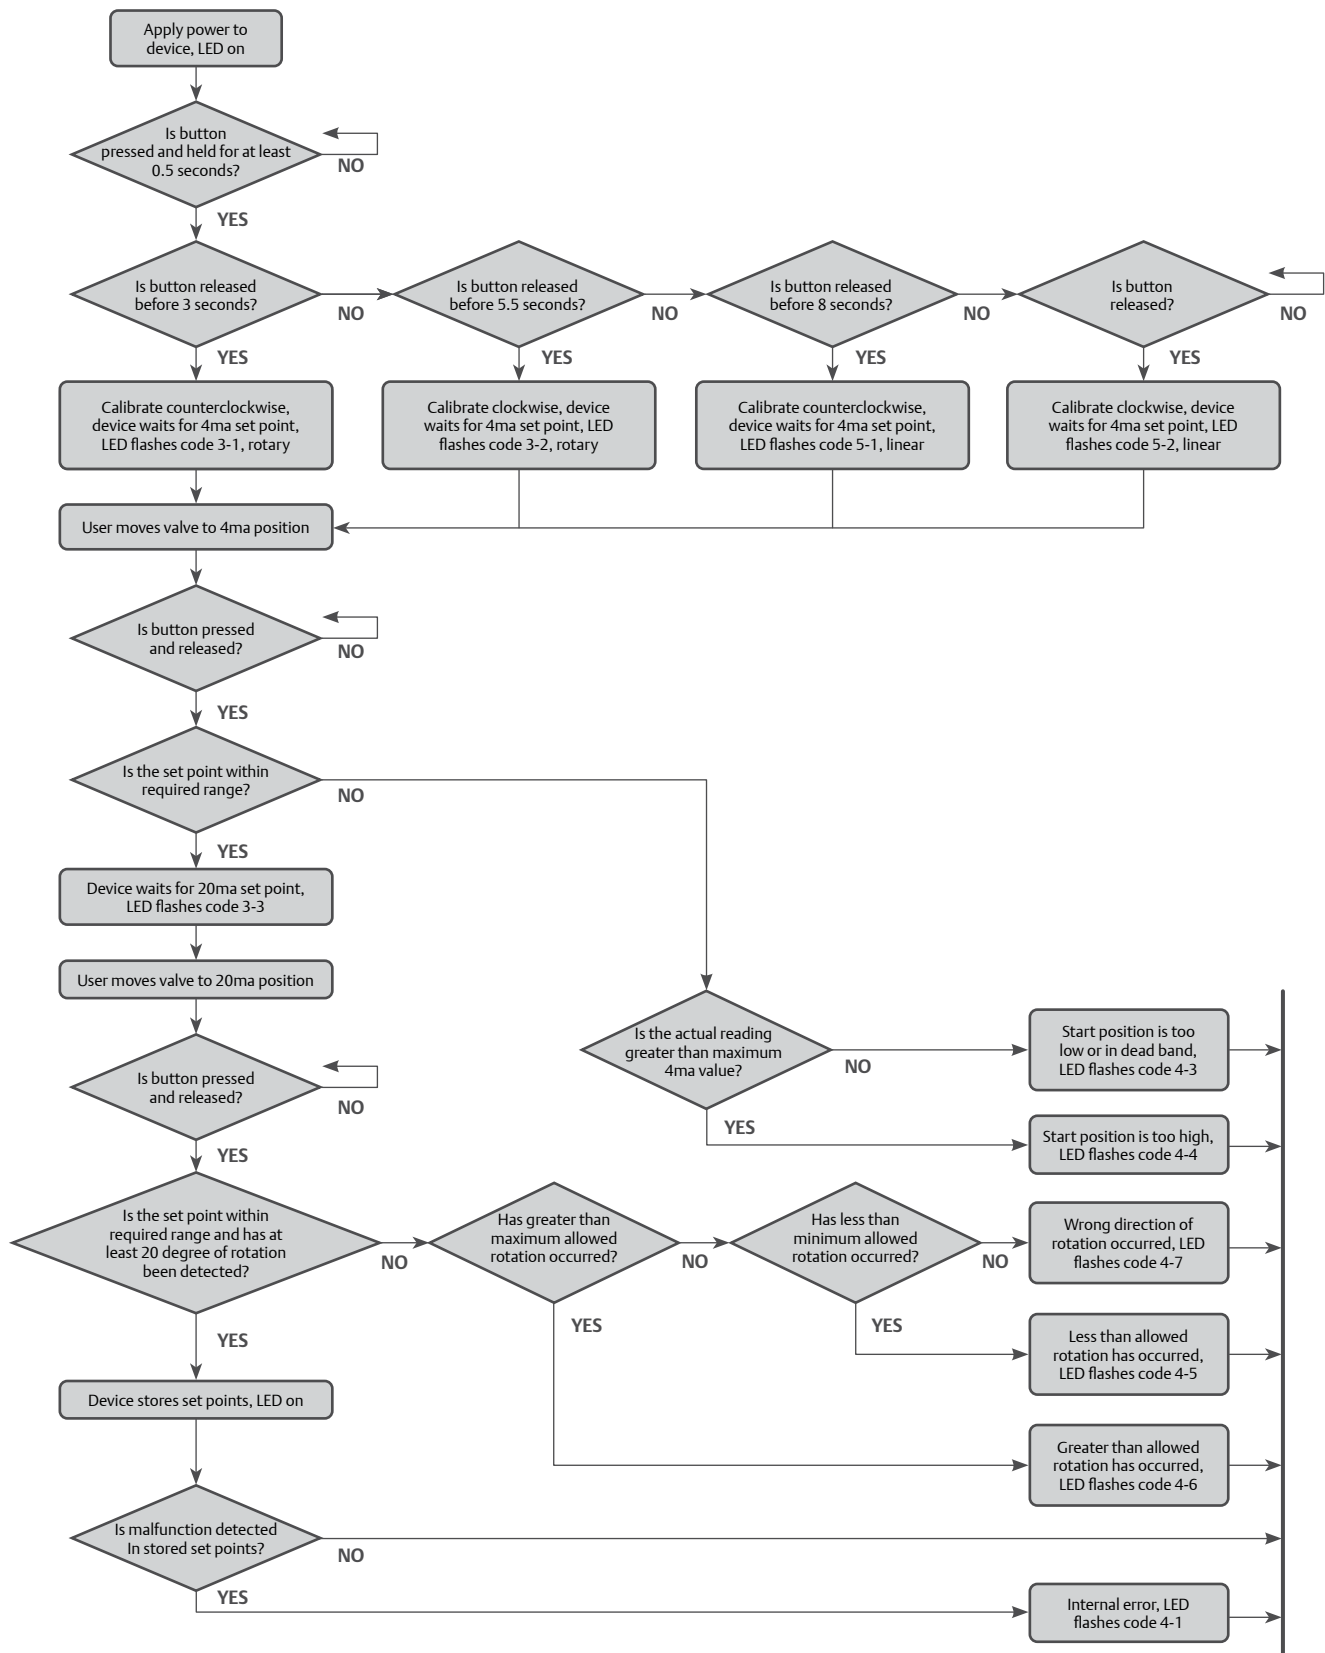 Apply power to
device, LED on
Is button
pressed and held for at least
0.5 seconds?
NO
YES
Is button released
before 3 seconds?
NO
Is button released
before 5.5 seconds?
NO
Is button released
before 8 seconds?
NO
Is button
released?
NO
YES
YES
YES
YES
Calibrate counterclockwise,
device waits for 4ma set point,
LED flashes code 3-1, rotary
Calibrate clockwise, device
waits for 4ma set point, LED
flashes code 3-2, rotary
Calibrate counterclockwise,
device waits for 4ma set point,
LED flashes code 5-1, linear
Calibrate clockwise, device
waits for 4ma set point, LED
flashes code 5-2, linear
User moves valve to 4ma position
Is button pressed
and released?
NO
YES
Is the set point within
required range?
NO
YES
Device waits for 20ma set point,
LED flashes code 3-3
User moves valve to 20ma position
Is button pressed
and released?
NO
YES
Is the actual reading
greater than maximum
4ma value?
NO
Start position is too
low or in dead band,
LED flashes code 4-3
YES
Start position is too high,
LED flashes code 4-4
Is the set point within
required range and has at
least 20 degree of rotation
been detected?
NO
Has greater than
maximum allowed
rotation occurred?
NO
Has less than
minimum allowed
rotation occurred?
NO
Wrong direction of
rotation occurred, LED
flashes code 4-7
YES
YES
YES
Less than allowed
rotation has occurred,
LED flashes code 4-5
Device stores set points, LED on
Greater than allowed
rotation has occurred,
LED flashes code 4-6
Is malfunction detected
In stored set points?
NO
YES
Internal error, LED
flashes code 4-1